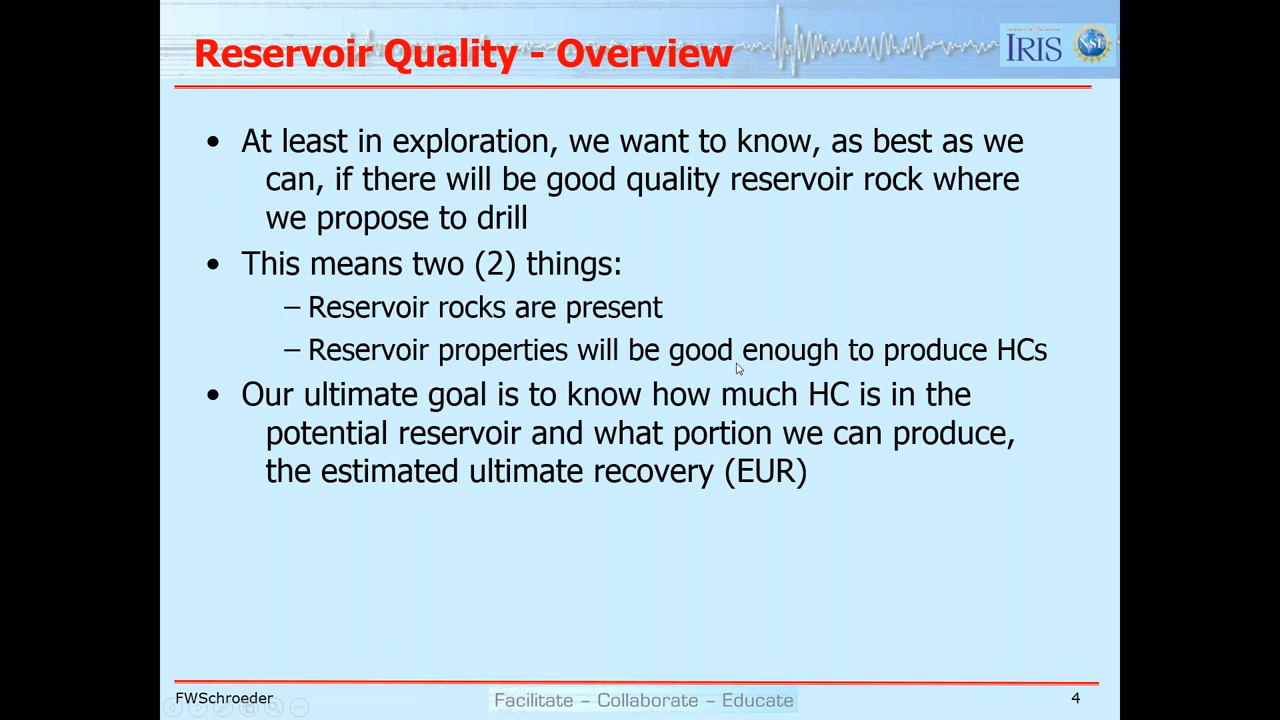 Reservoir Quality - Overview
IRIS
NSF
• At least in exploration, we want to know, as best as we
can, if there will be good quality reservoir rock where
we propose to drill
• This means two (2) things:
– Reservoir rocks are present
– Reservoir properties will be good enough to produce HCs
• Our ultimate goal is to know how much HC is in the
potential reservoir and what portion we can produce,
the estimated ultimate recovery (EUR)
FWSchroeder
Facilitate – Collaborate – Educate
4